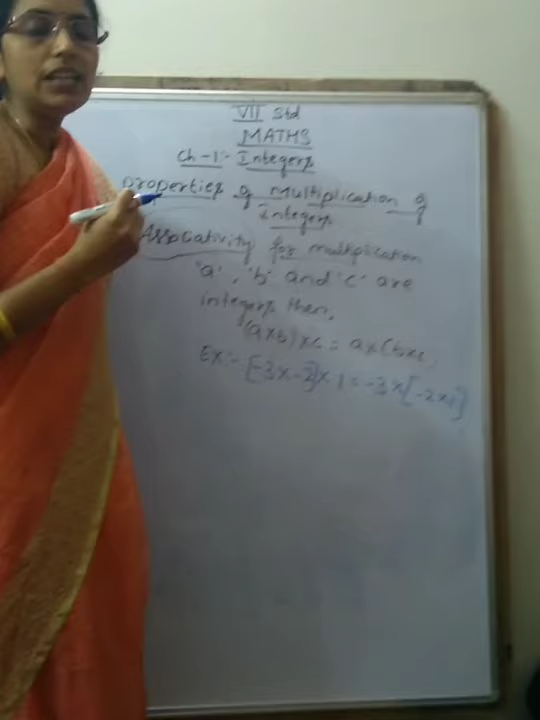 VII Std
MATHS
Ch-1:- Integers
properties of Multiplication of
Integers
Associativity for multiplication
'a', 'b' and 'c' are
integers then,
(axb)xc = ax(bxc
Ex:- [-3x-2]x1=-3x[-2x1]